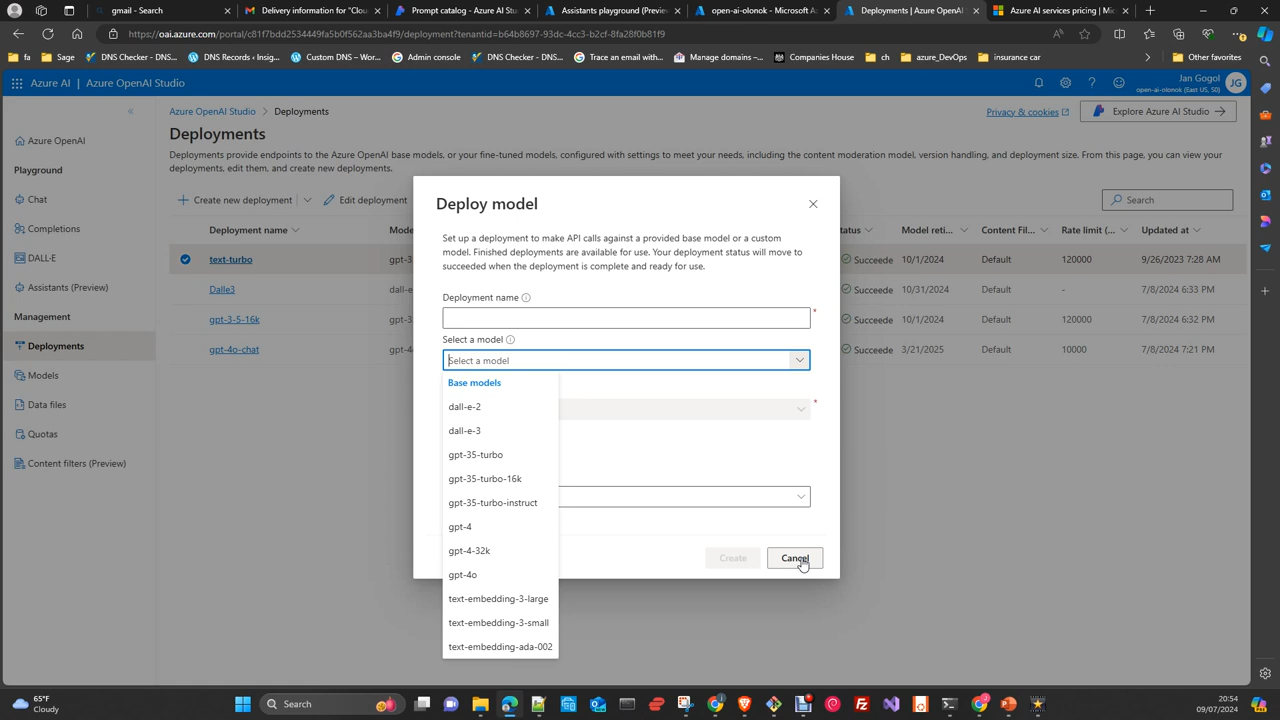 gmail - Search
Delivery information for "Clou
Prompt catalog - Azure AI Stu
Assistants playground (Preview
open-ai-olonok - Microsoft Az
Deployments | Azure OpenAI
Azure AI services pricing | Mic
https://oai.azure.com/portal/c81f7bdd2534449fa5b0f562aa3ba4f9/deployment?tenantid=b64b8697-93dc-4cc3-b2cf-8fa28f0b81f9
fa
Sage
DNS Checker - DNS...
DNS Records ‹ Insig...
Custom DNS – Wor...
Admin console
DNS Checker - DNS...
Trace an email with...
Manage domains –...
Companies House
ch
azure_DevOps
insurance car
Other favorites
Azure AI | Azure OpenAI Studio
Jan Gogol
open-ai-olonok (East US, S0)
JG
Azure OpenAI Studio > Deployments
Privacy & cookies
Explore Azure AI Studio
Azure OpenAI
Playground
Chat
Completions
DALL-E
Assistants (Preview)
Management
Deployments
Models
Data files
Quotas
Content filters (Preview)
Deployments
Deployments provide endpoints to the Azure OpenAI base models, or your fine-tuned models, configured with settings to meet your needs, including the content moderation model, version handling, and deployment size. From this page, you can view your
deployments, edit them, and create new deployments.
Create new deployment
Edit deployment
Search
Deployment name
Mode
tatus
Model reti...
Content Fil...
Rate limit (...
Updated at
text-turbo
gpt-3
Succeede
10/1/2024
Default
120000
9/26/2023 7:28 AM
Dalle3
dall-e
Succeede
10/31/2024
Default
-
7/8/2024 6:33 PM
gpt-3-5-16k
gpt-3
Succeede
10/1/2024
Default
120000
7/8/2024 6:32 PM
gpt-4o-chat
gpt-4
Succeede
3/21/2025
Default
10000
7/8/2024 7:21 PM
Deploy model
Set up a deployment to make API calls against a provided base model or a custom
model. Finished deployments are available for use. Your deployment status will move to
succeeded when the deployment is complete and ready for use.
Deployment name
*
Select a model
Select a model
*
Base models
dall-e-2
dall-e-3
gpt-35-turbo
gpt-35-turbo-16k
gpt-35-turbo-instruct
gpt-4
gpt-4-32k
gpt-4o
text-embedding-3-large
text-embedding-3-small
text-embedding-ada-002
Create
Cancel
65°F
Cloudy
Search
20:54
09/07/2024